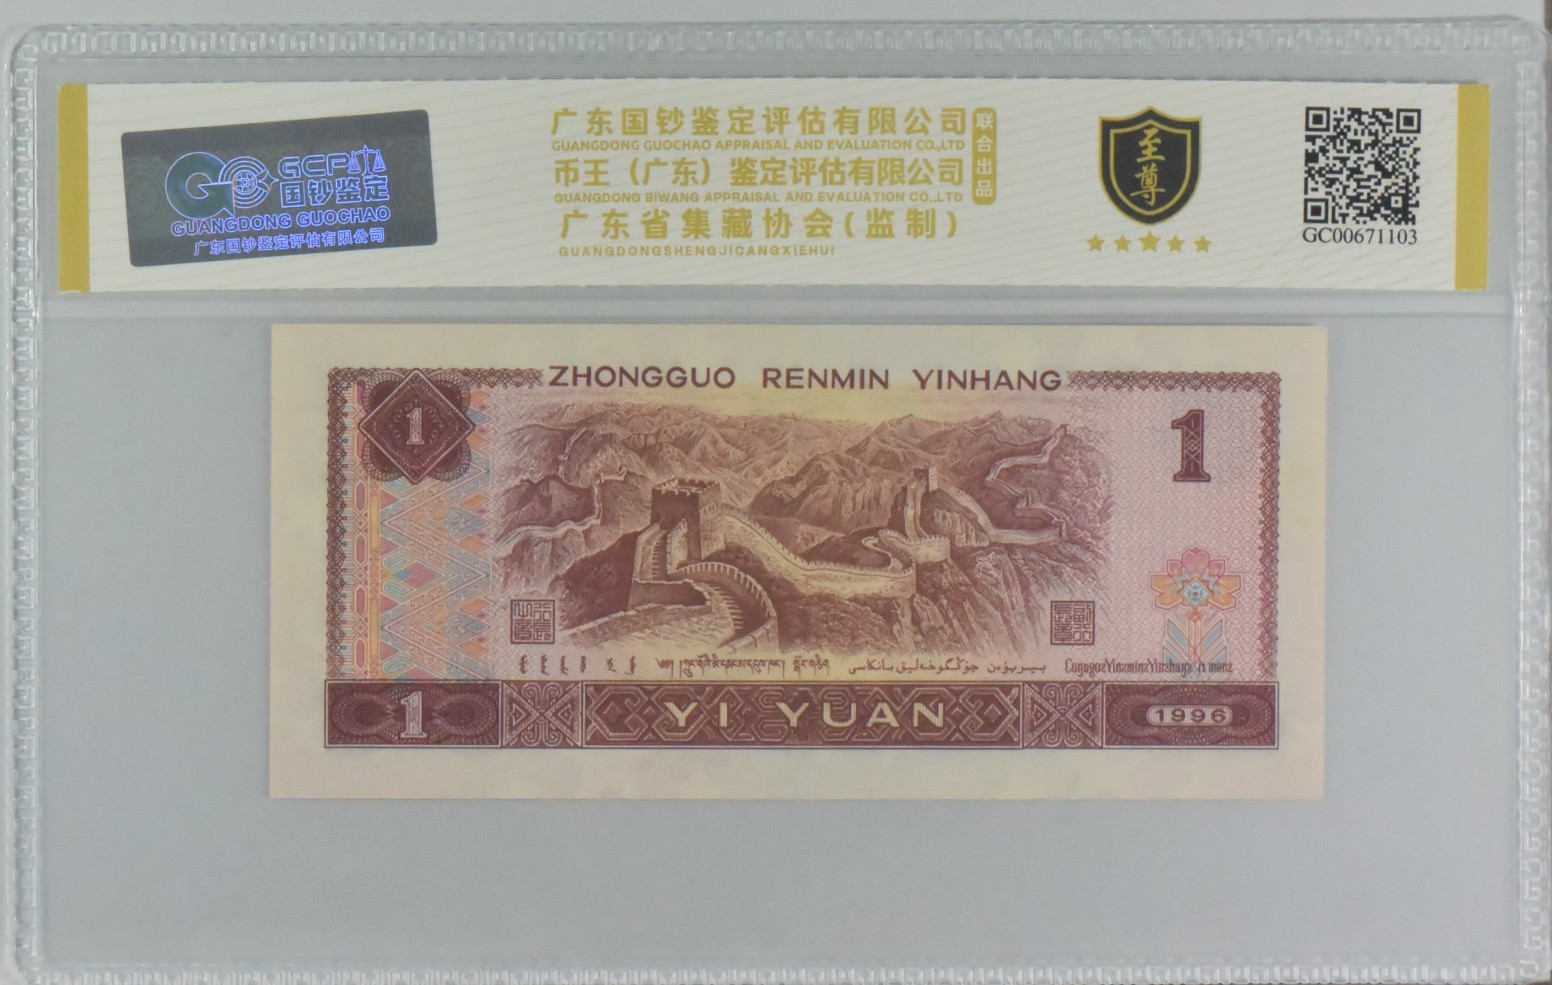 GCPA
国钞鉴定
GUANGDONG GUOCHAO
广东国钞鉴定评估有限公司
广东国钞鉴定评估有限公司
GUANGDONG GUOCHAO APPRAISAL AND EVALUATION CO.,LTD
币王（广东）鉴定评估有限公司
GUANGDONG BIWANG APPRAISAL AND EVALUATION CO.,LTD
广东省集藏协会(监制)
GUANGDONGSHENGJICANGXIEHUI
联合出品
至尊
GC00671103
ZHONGGUO RENMIN YINHANG
1
1
1
YI YUAN
1996